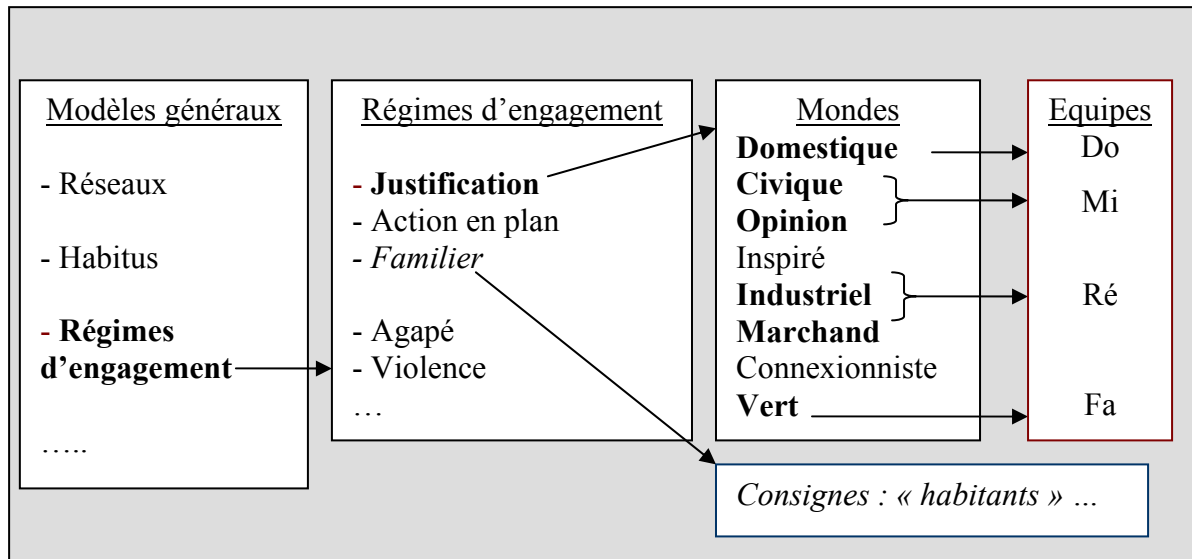 Modèles généraux
- Réseaux
- Habitus
- Régimes
d’engagement
…..
Régimes d’engagement
- Justification
- Action en plan
- Familier
- Agapé
- Violence
…
Mondes
Domestique
Civique
Opinion
Inspiré
Industriel
Marchand
Connexionniste
Vert
Equipes
Do
Mi
Ré
Fa
Consignes : « habitants » …